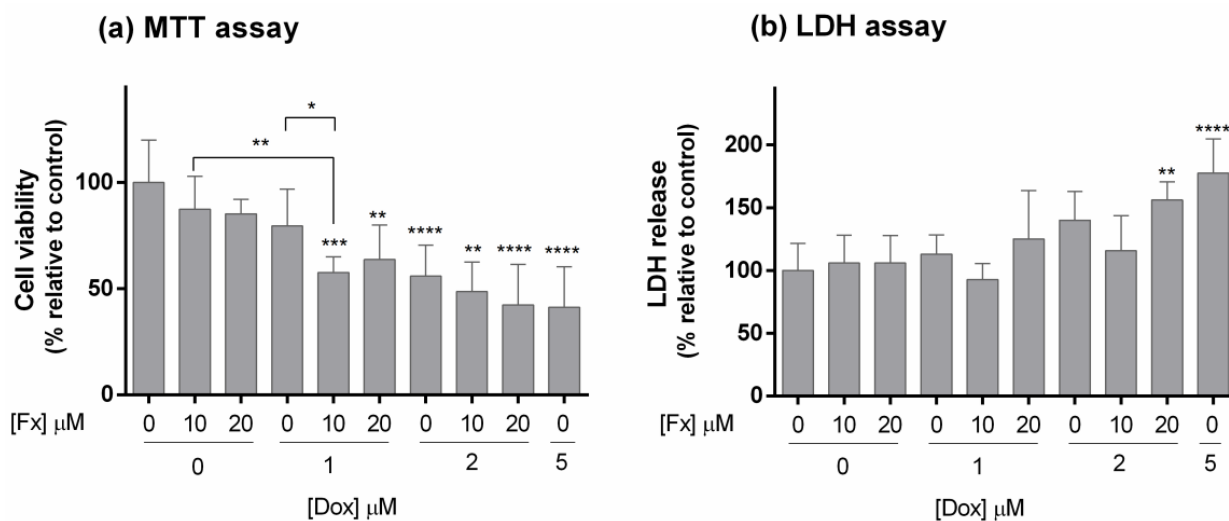 (a) MTT assay
Cell viability
(% relative to control)
100
50
0
*
**
***
**
****
**
****
****
[Fx] μM
0 10 20 0 10 20 0 10 20 0
0 1 2 5
[Dox] μM
(b) LDH assay
LDH release
(% relative to control)
200
150
100
50
0
**
****
[Fx] μM
0 10 20 0 10 20 0 10 20 0
0 1 2 5
[Dox] μM